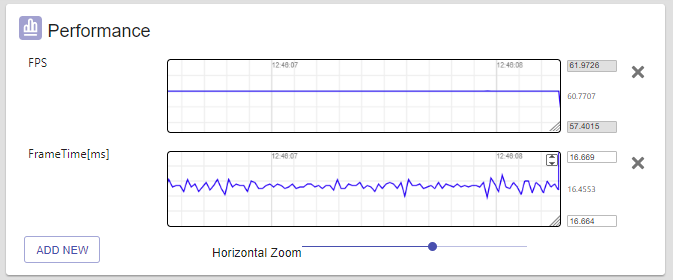 Performance
FPS
12:48:07
12:48:08
61.9726
60.7707
57.4015
FrameTime[ms]
12:48:07
12:48:08
16.669
16.4553
16.664
ADD NEW
Horizontal Zoom